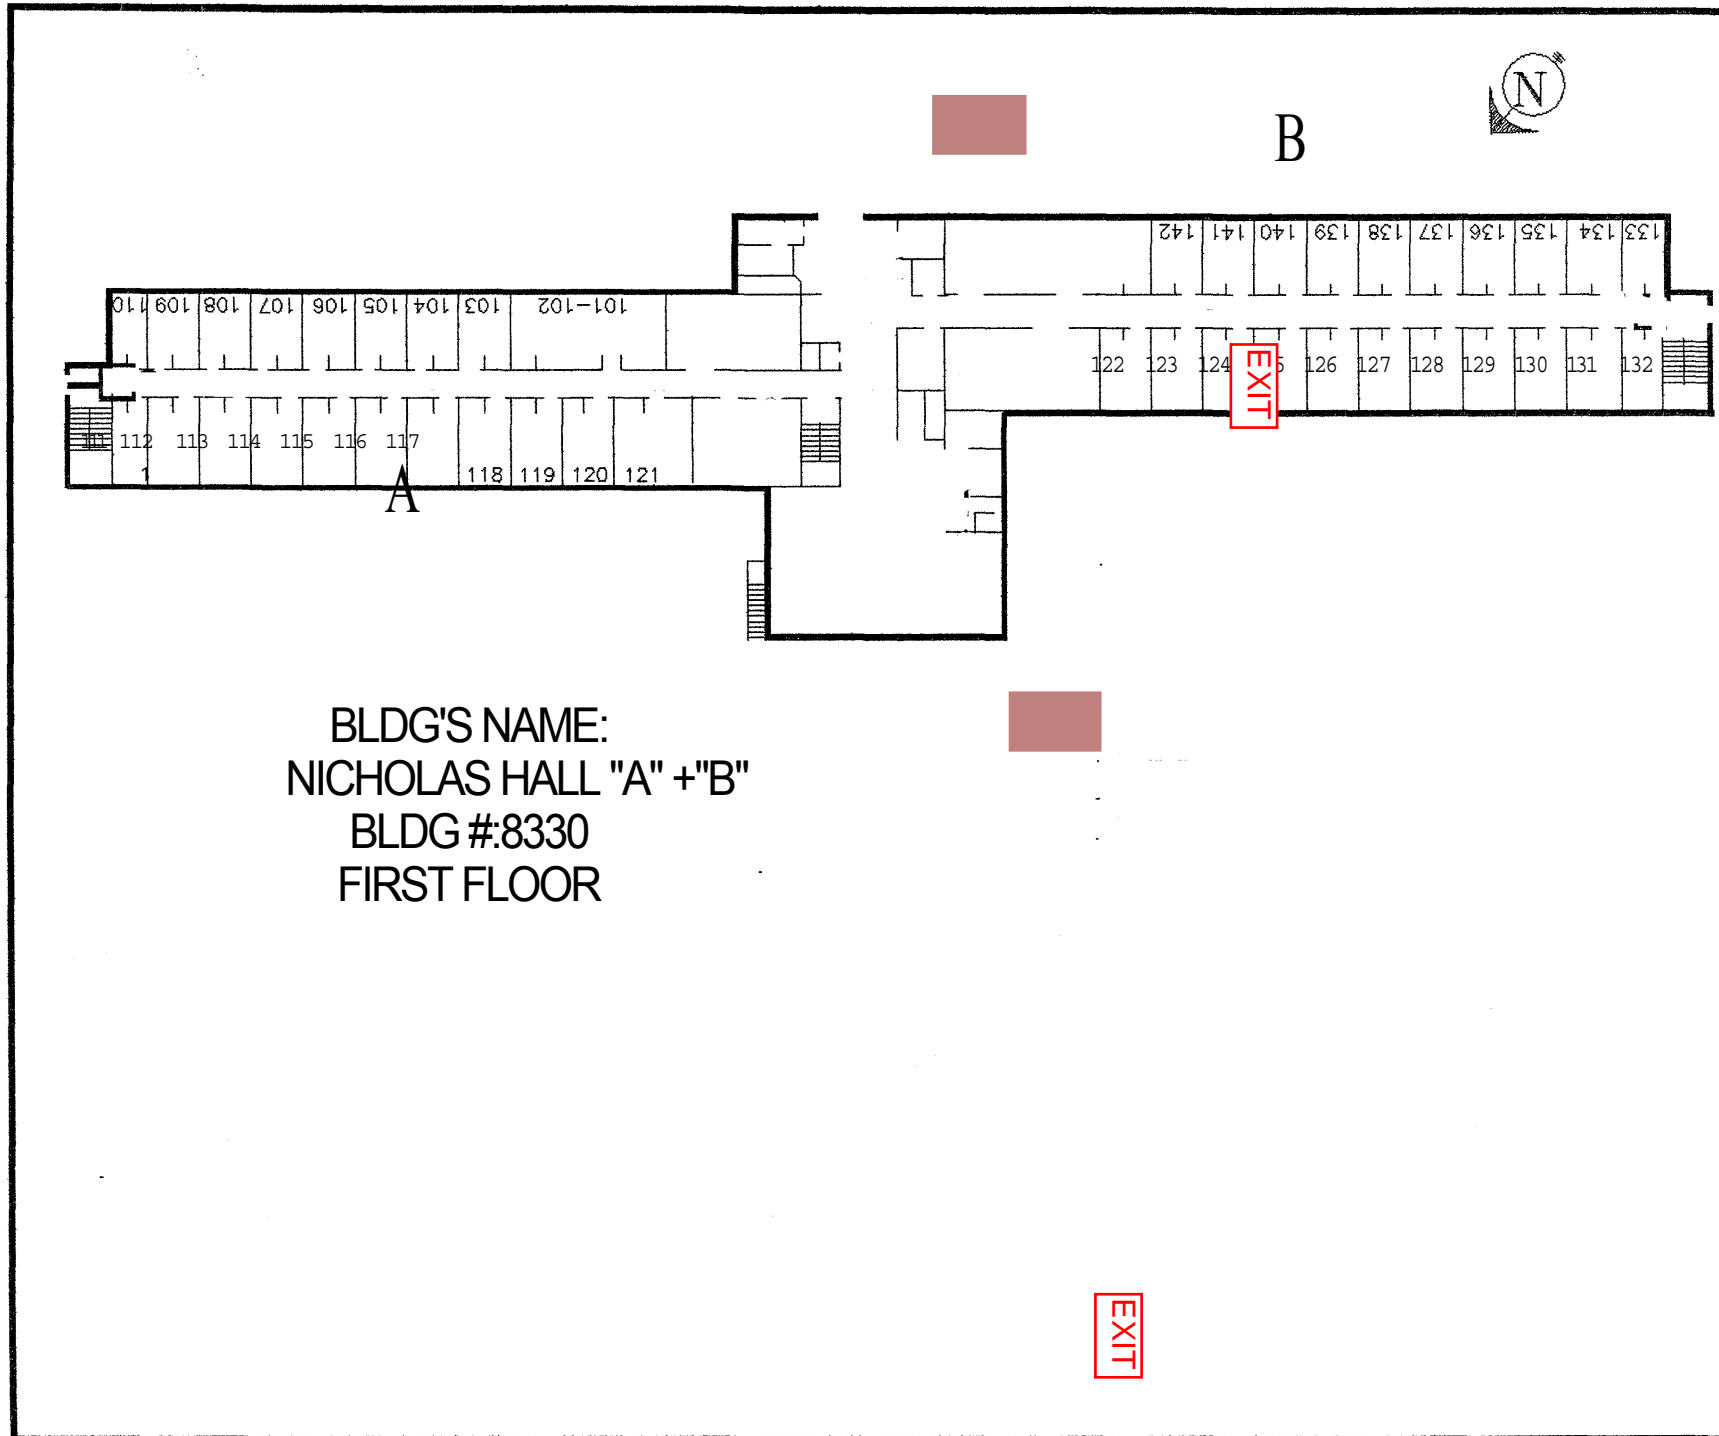 N
B
142 141 140 139 138 137 136 135 134 133
110 109 108 107 106 105 104 103 101-102
122 123 124 5 126 127 128 129 130 131 132
EXIT
111 112 113 114 115 116 117
1 118 119 120 121
A
BLDG'S NAME:
NICHOLAS HALL "A" +"B"
BLDG #:8330
FIRST FLOOR
EXIT